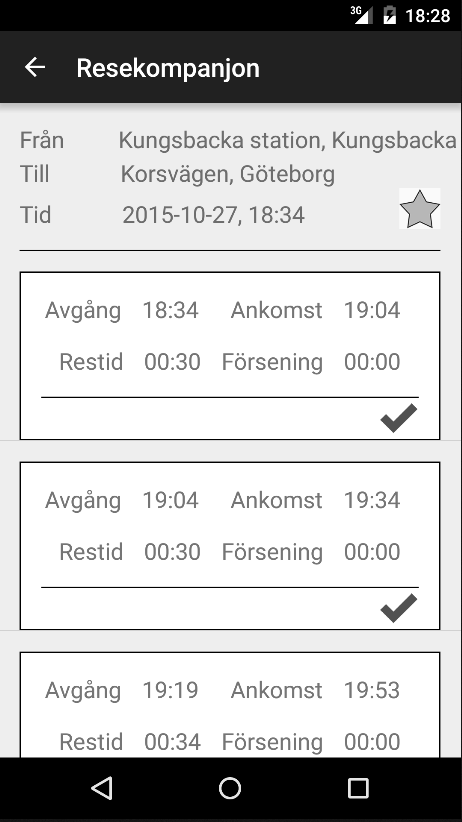 3G 18:28
Resekompanjon
Från Kungsbacka station, Kungsbacka
Till Korsvägen, Göteborg
Tid 2015-10-27, 18:34
Avgång 18:34 Ankomst 19:04
Restid 00:30 Försening 00:00
Avgång 19:04 Ankomst 19:34
Restid 00:30 Försening 00:00
Avgång 19:19 Ankomst 19:53
Restid 00:34 Försening 00:00